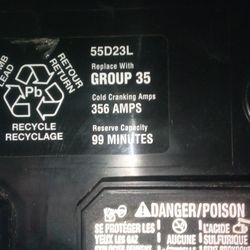 55D23L
Replace With
GROUP 35
Cold Cranking Amps
356 AMPS
Reserve Capacity
99 MINUTES
LEAD
RETOUR
RETURN
Pb
RECYCLE
RECYCLAGE
DANGER/POISON
SE PROTÉGER LES
YEUX LES GAZ
AUCUNE
L'ACIDE
SULFURIQUE